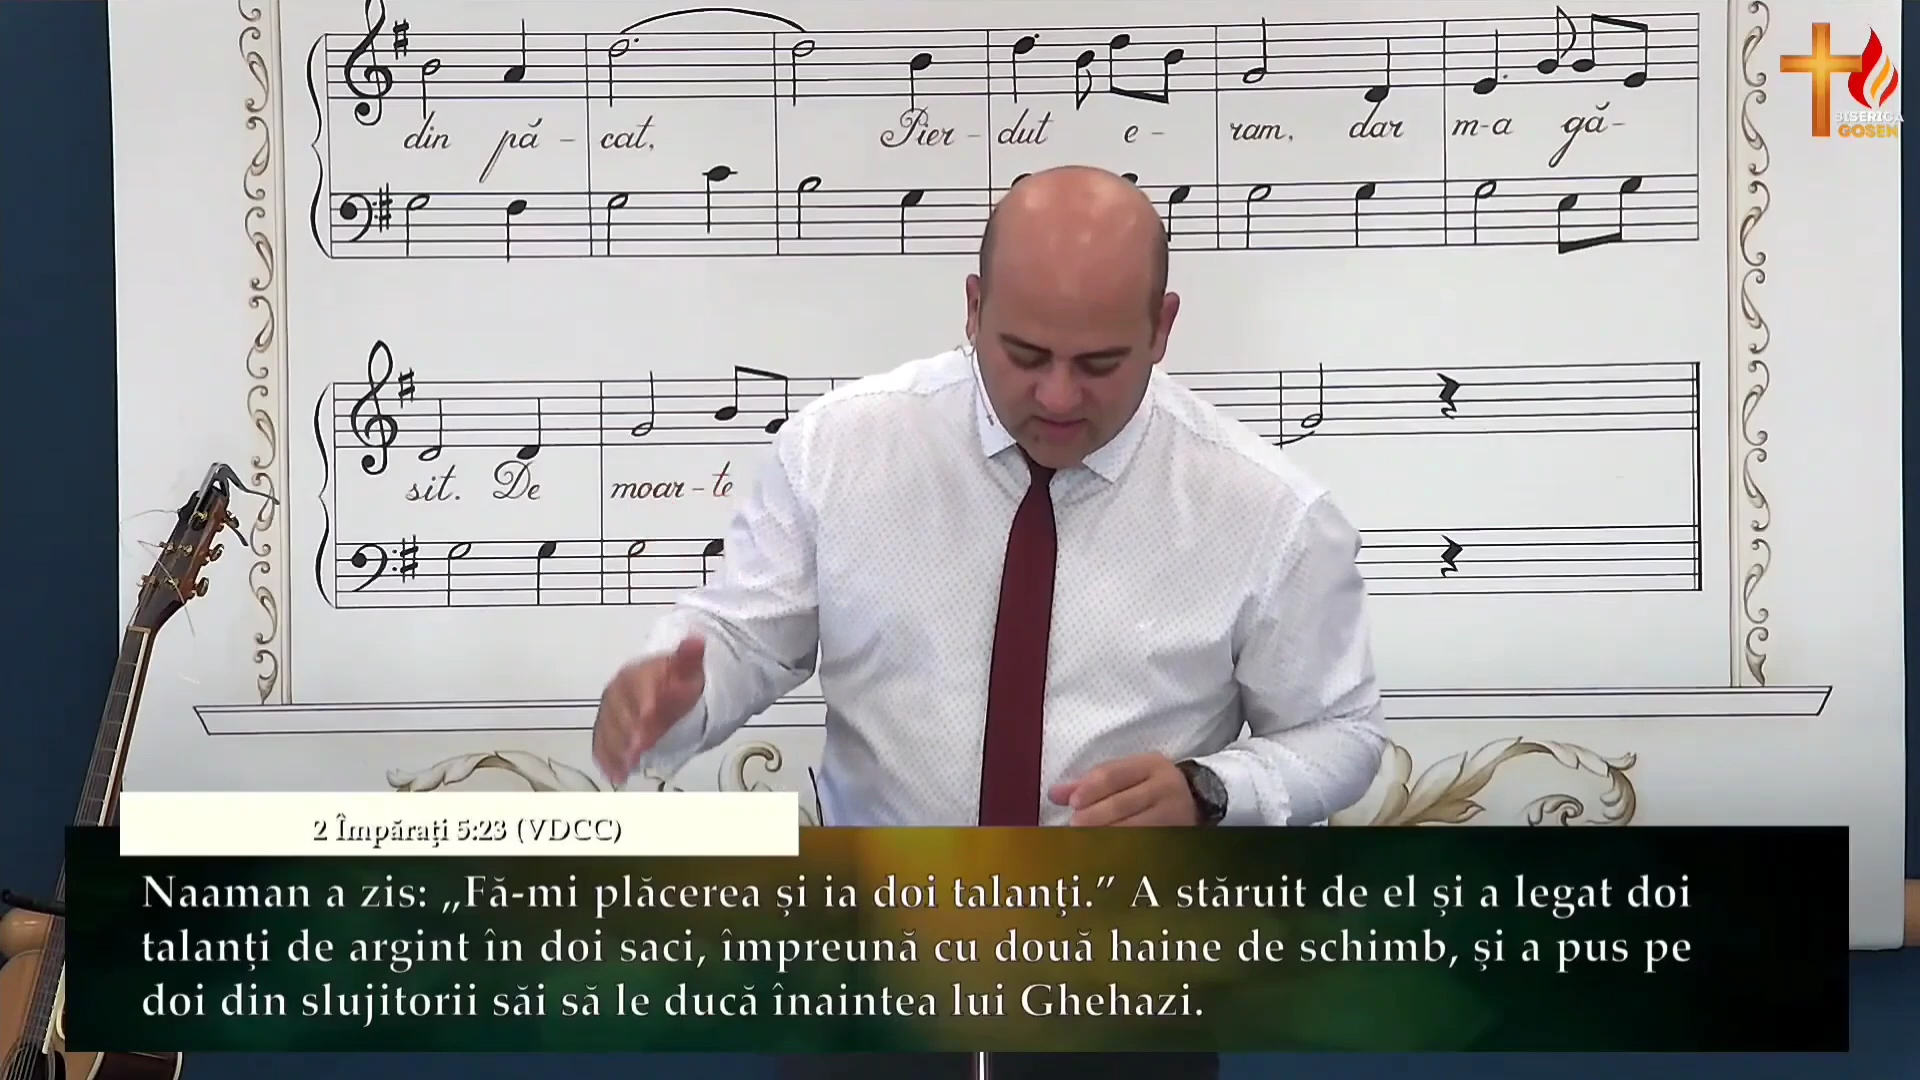 BISERICA
GOSEN
din pă - cat, Pier - dut e - ram, dar m-a gă-
sit. De moar - te
2 Împărați 5:23 (VDCC)
Naaman a zis: „Fă-mi plăcerea și ia doi talanți.” A stăruit de el și a legat doi
talanți de argint în doi saci, împreună cu două haine de schimb, și a pus pe
doi din slujitorii săi să le ducă înaintea lui Ghehazi.